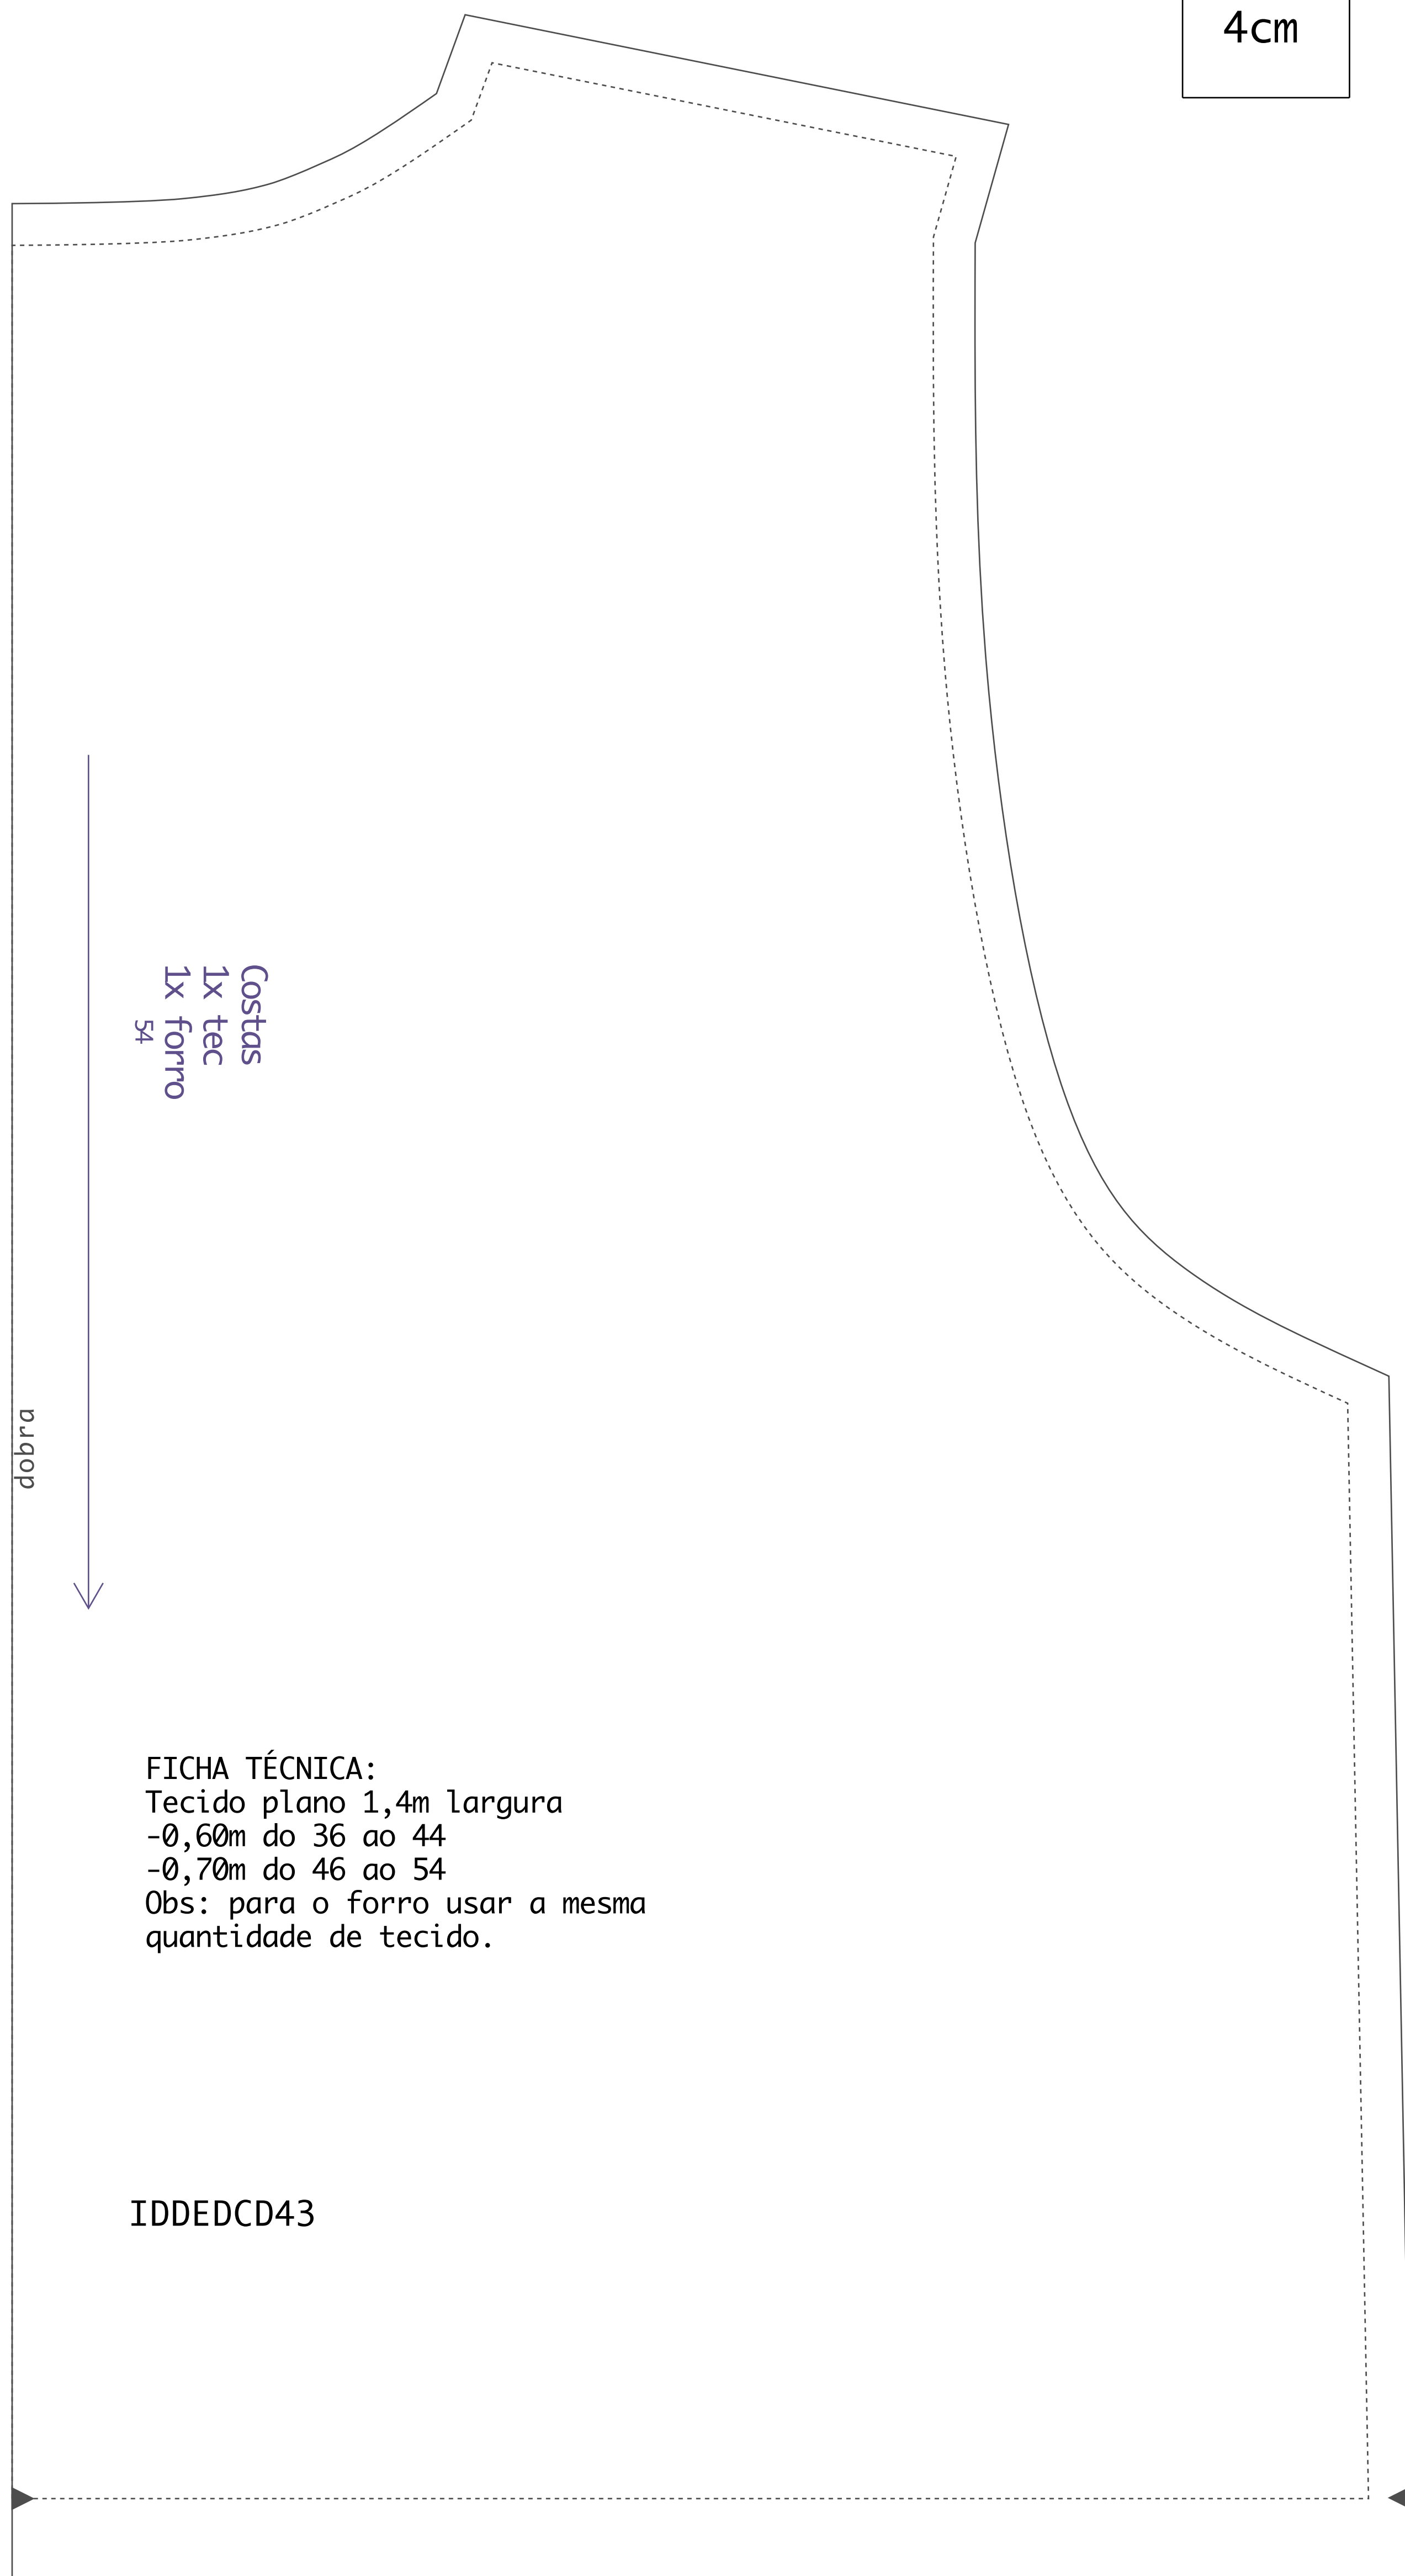 4cm
Costas
1x tec
1x forro
54
dobra
FICHA TÉCNICA:
Tecido plano 1,4m largura
-0,60m do 36 ao 44
-0,70m do 46 ao 54
Obs: para o forro usar a mesma
quantidade de tecido.
IDDEDCD43